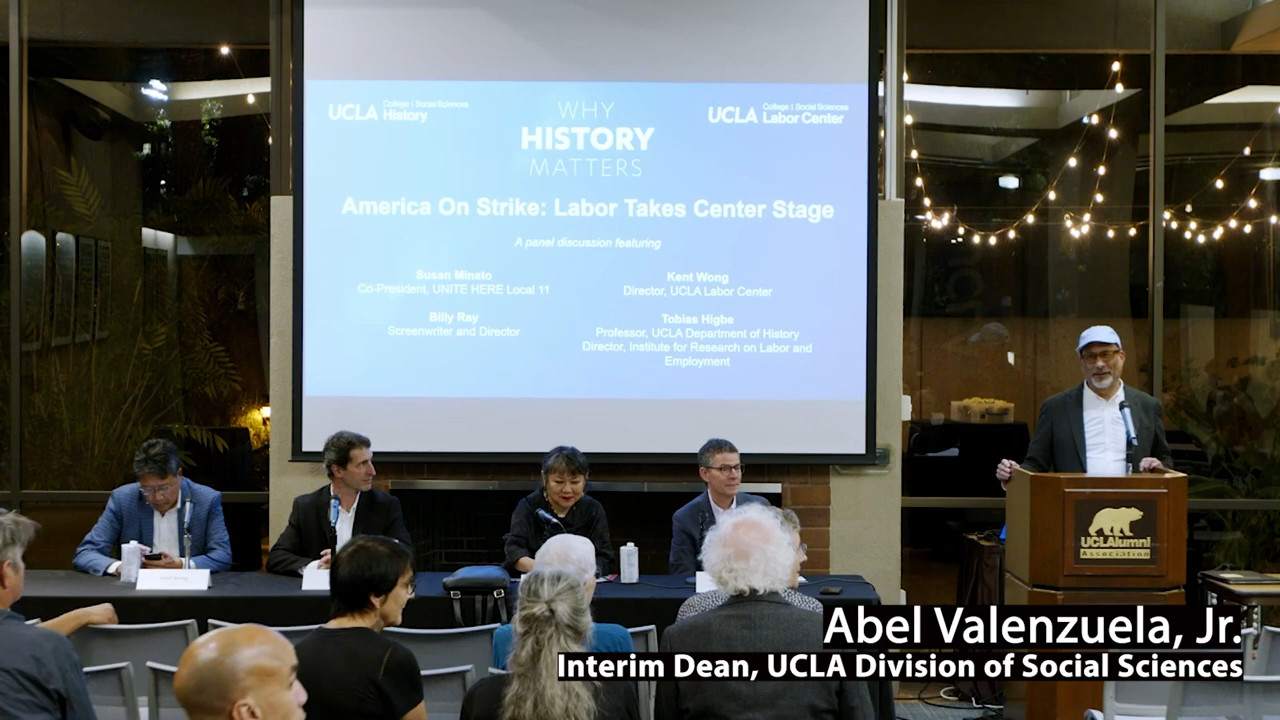 UCLA College | Social Sciences
History
WHY
HISTORY
MATTERS
UCLA College | Social Sciences
Labor Center
America On Strike: Labor Takes Center Stage
A panel discussion featuring
Susan Minato
Co-President, UNITE HERE Local 11
Kent Wong
Director, UCLA Labor Center
Billy Ray
Screenwriter and Director
Tobias Higbe
Professor, UCLA Department of History
Director, Institute for Research on Labor and
Employment
UCLAlumni
Association
Abel Valenzuela, Jr.
Interim Dean, UCLA Division of Social Sciences